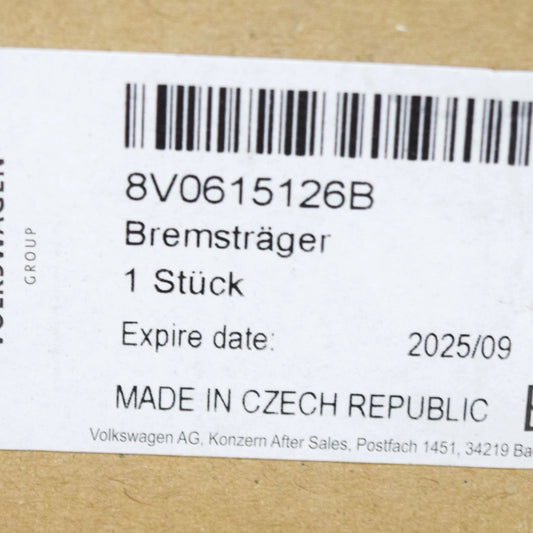 8V0615126B
Bremsträger
1 Stück
Expire date: 2025/09
MADE IN CZECH REPUBLIC
Volkswagen AG, Konzern After Sales, Postfach 1451, 34219
GROUP